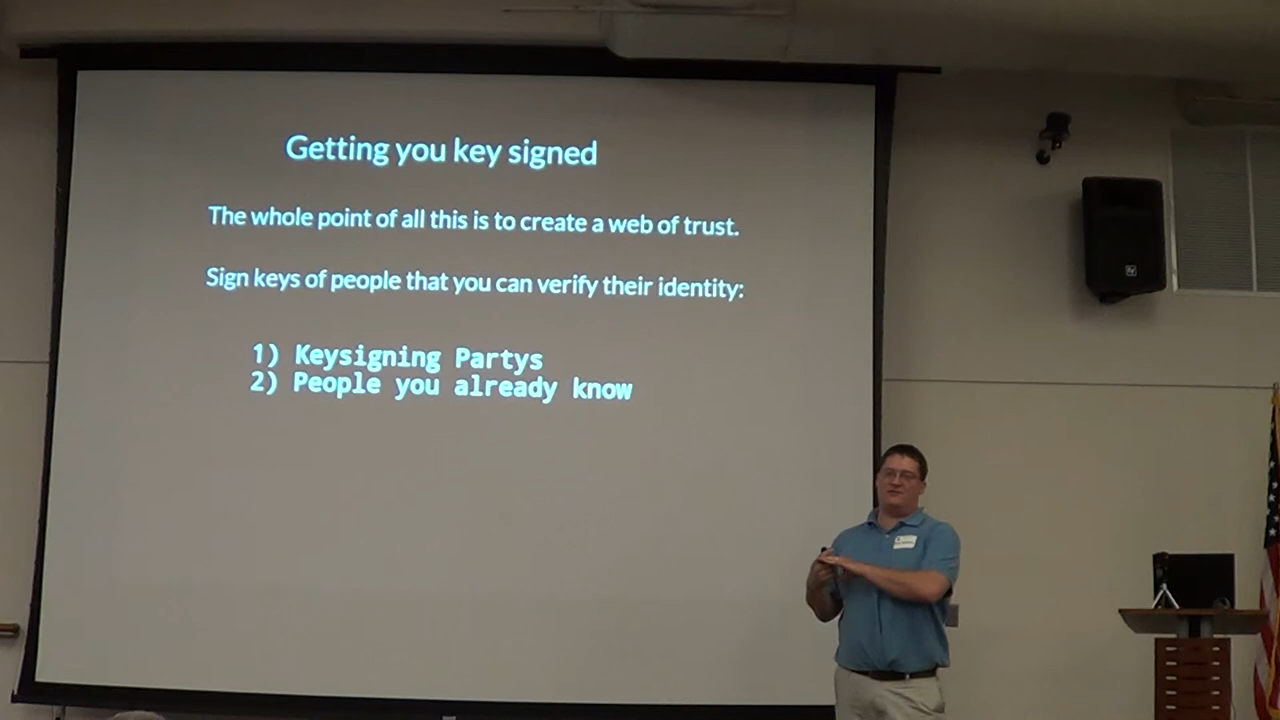 Getting you key signed
The whole point of all this is to create a web of trust.
Sign keys of people that you can verify their identity:
1) Keysigning Partys
2) People you already know